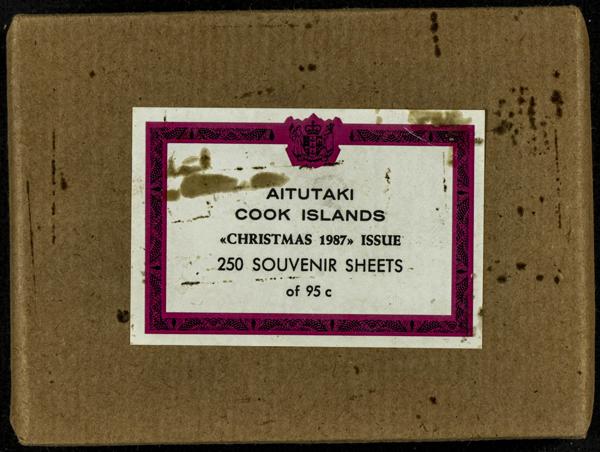 AITUTAKI
COOK ISLANDS
«CHRISTMAS 1987» ISSUE
250 SOUVENIR SHEETS
of 95 c